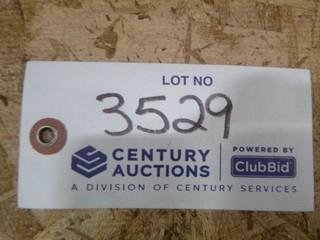 LOT NO
3529
CENTURY AUCTIONS
POWERED BY
ClubBid
A DIVISION OF CENTURY SERVICES